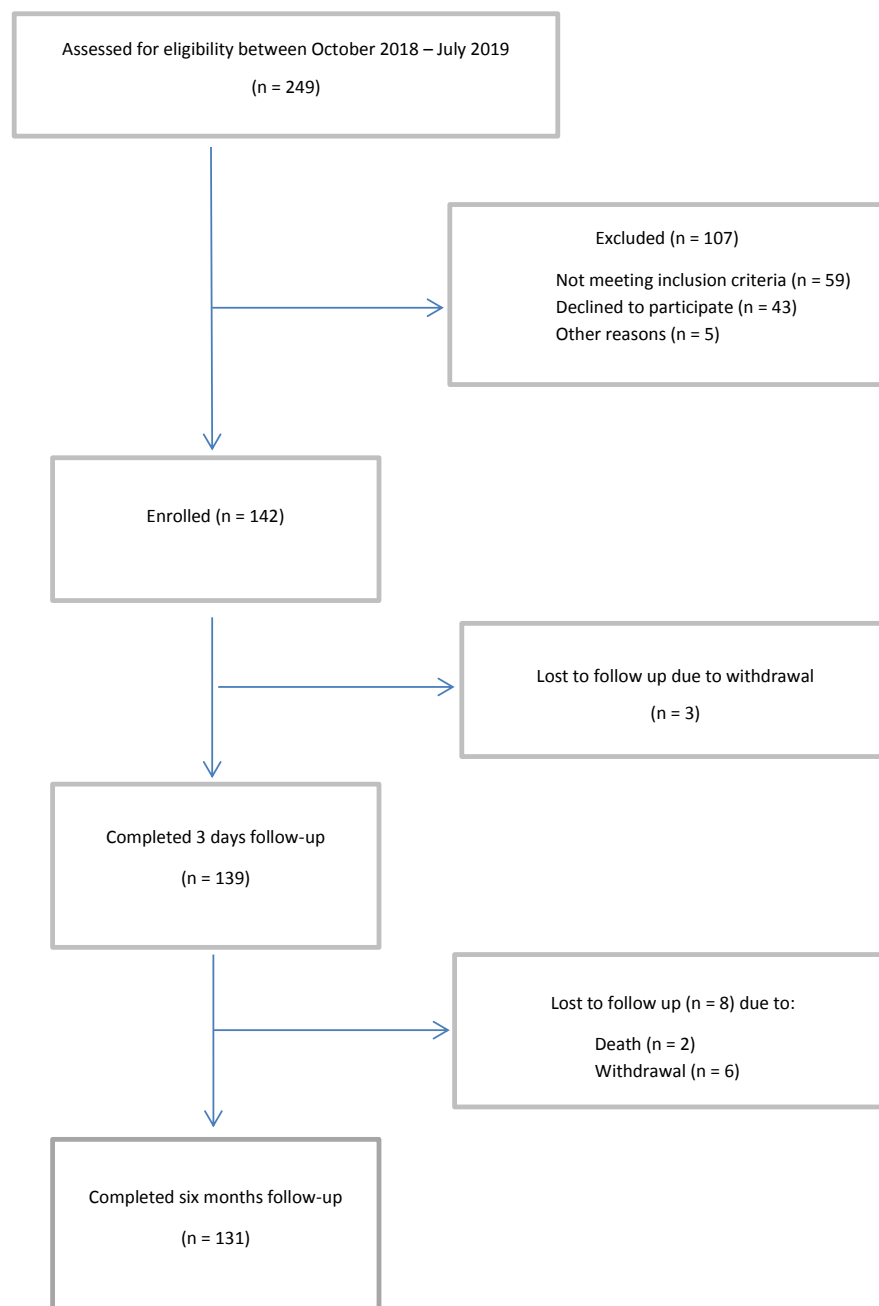 Assessed for eligibility between October 2018 – July 2019
(n = 249)
Excluded (n = 107)
Not meeting inclusion criteria (n = 59)
Declined to participate (n = 43)
Other reasons (n = 5)
Enrolled (n = 142)
Lost to follow up due to withdrawal
(n = 3)
Completed 3 days follow-up
(n = 139)
Lost to follow up (n = 8) due to:
Death (n = 2)
Withdrawal (n = 6)
Completed six months follow-up
(n = 131)